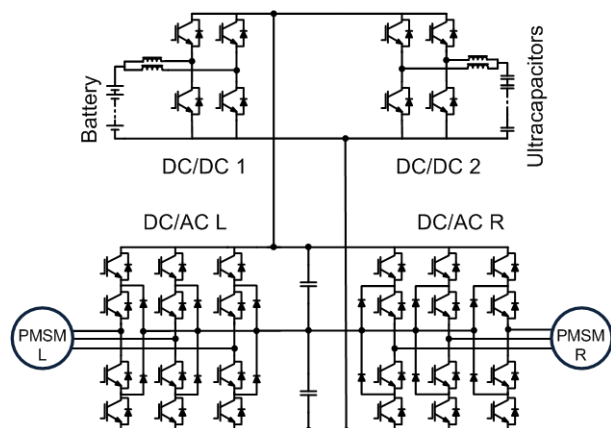 Battery
Ultracapacitors
DC/DC 1
DC/DC 2
DC/AC L
DC/AC R
PMSM
L
PMSM
R